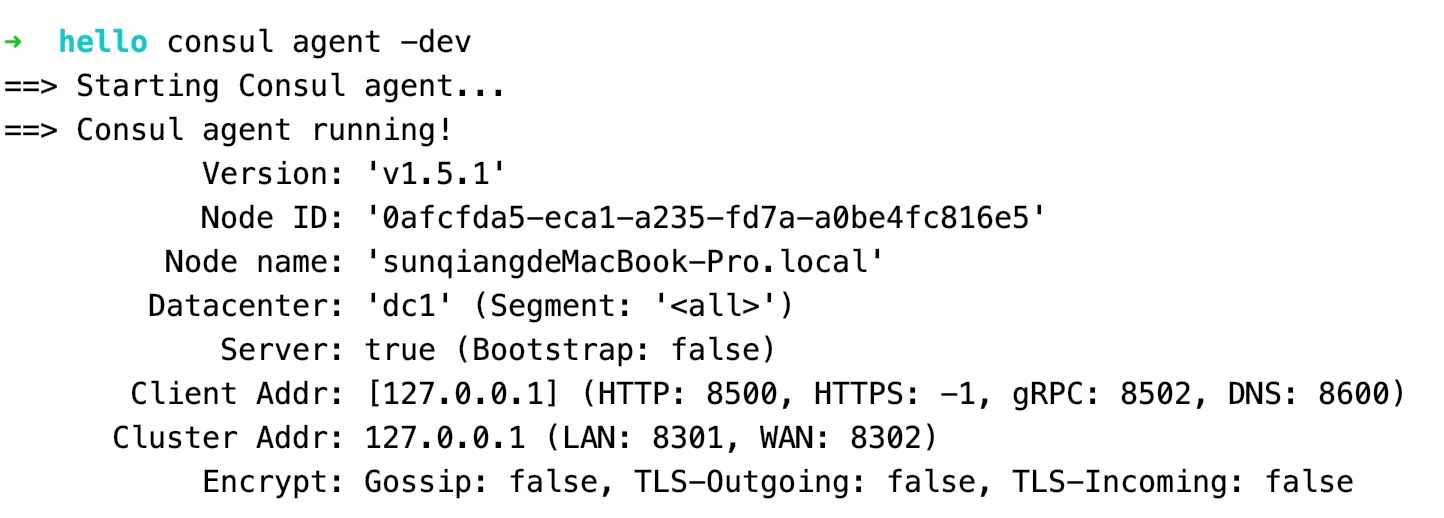 → hello consul agent -dev
==> Starting Consul agent...
==> Consul agent running!
Version: 'v1.5.1'
Node ID: '0afcfda5-eca1-a235-fd7a-a0be4fc816e5'
Node name: 'sunqiangdeMacBook-Pro.local'
Datacenter: 'dc1' (Segment: '<all>')
Server: true (Bootstrap: false)
Client Addr: [127.0.0.1] (HTTP: 8500, HTTPS: -1, gRPC: 8502, DNS: 8600)
Cluster Addr: 127.0.0.1 (LAN: 8301, WAN: 8302)
Encrypt: Gossip: false, TLS-Outgoing: false, TLS-Incoming: false